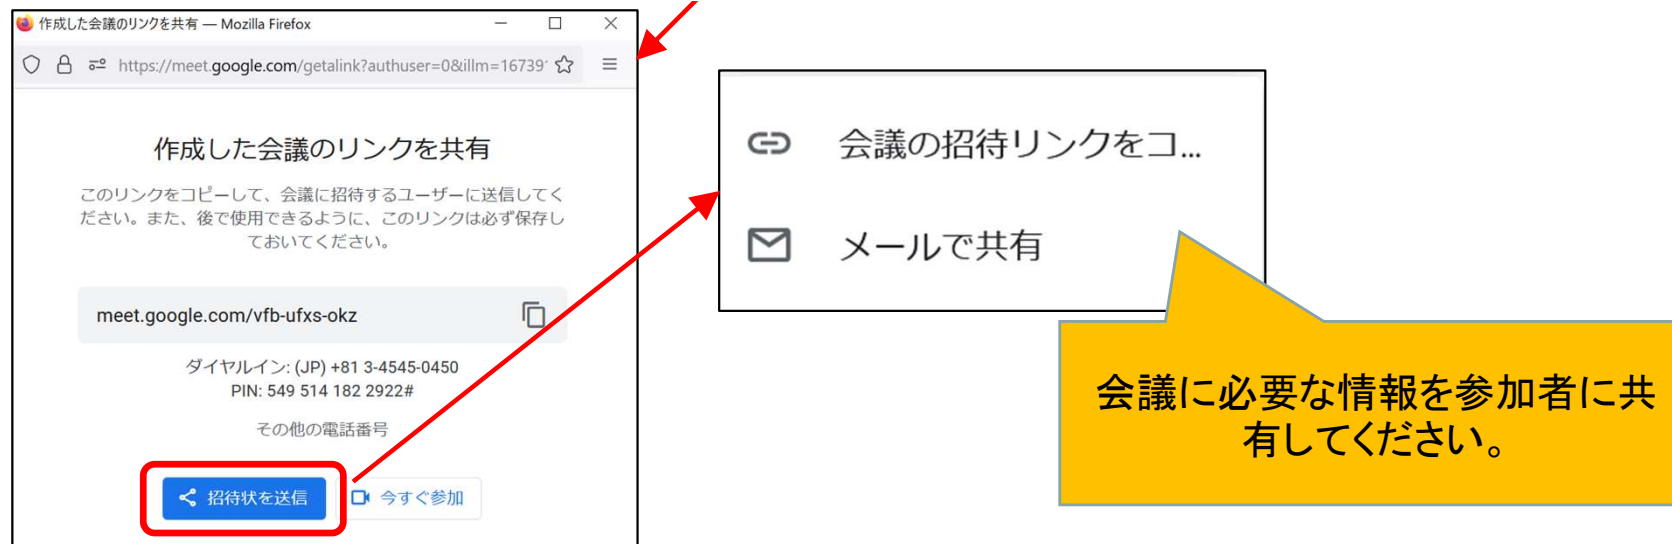 作成した会議のリンクを共有 — Mozilla Firefox
https://meet.google.com/getalink?authuser=0&illm=16739
作成した会議のリンクを共有
このリンクをコピーして、会議に招待するユーザーに送信してく
ださい。また、後で使用できるように、このリンクは必ず保存し
ておいてください。
meet.google.com/vfb-ufxs-okz
ダイヤルイン: (JP) +81 3-4545-0450
PIN: 549 514 182 2922#
その他の電話番号
招待状を送信
今すぐ参加
会議の招待リンクをコ...
メールで共有
会議に必要な情報を参加者に共
有してください。